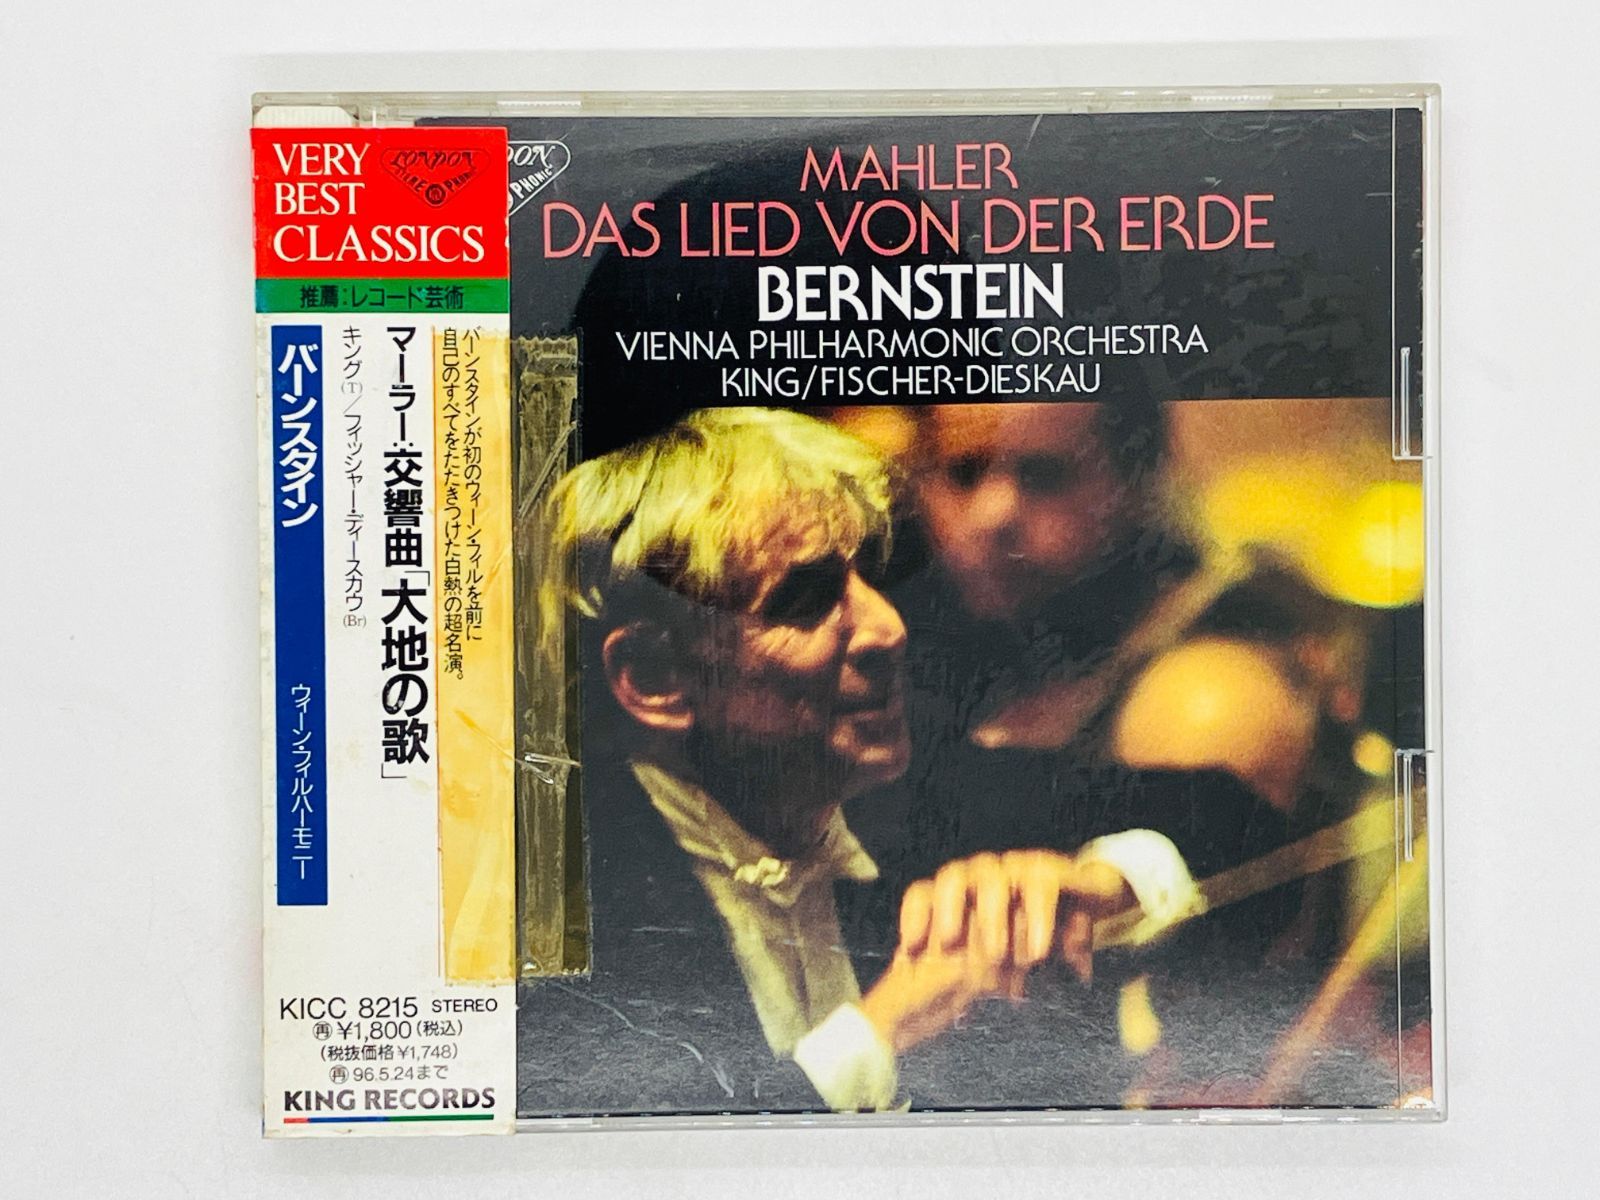 VERY
BEST
CLASSICS
LONDON
STEREO PHONIC
推薦:レコード芸術
バーンスタインが初のウィーン・フィルを前に
自己のすべてをたたきつけた白熱の超名演。
マーラー:交響曲「大地の歌」
キング(T)/フィッシャー・ディースカウ(Br)
バーンスタイン
ウィーン・フィルハーモニー
KICC 8215 STEREO
再 ¥1,800(税込)
(税抜価格¥1,748)
再 96.5.24まで
KING RECORDS
MAHLER
DAS LIED VON DER ERDE
BERNSTEIN
VIENNA PHILHARMONIC ORCHESTRA
KING/FISCHER-DIESKAU